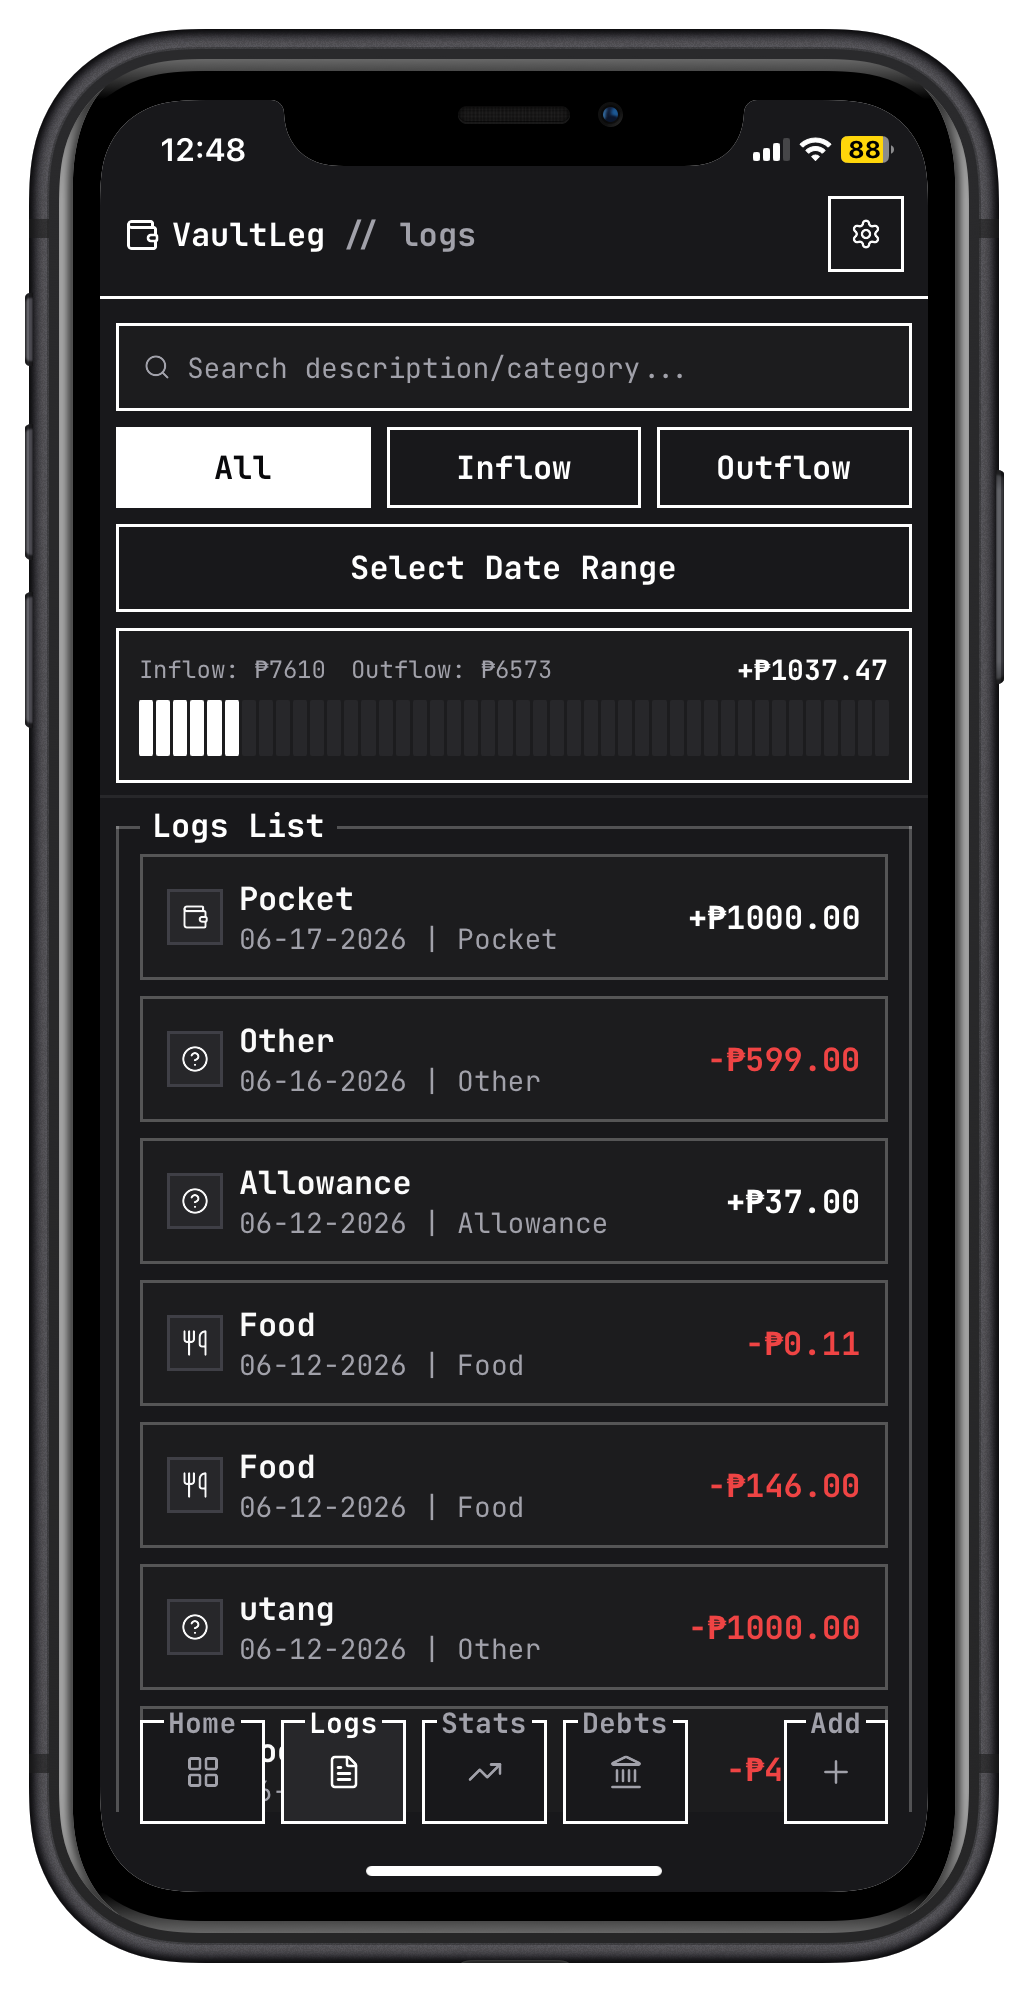 12:48
88
VaultLeg // logs
Search description/category...
All
Inflow
Outflow
Select Date Range
Inflow: ₱7610 Outflow: ₱6573
+₱1037.47
Logs List
Pocket
06-17-2026 | Pocket
+₱1000.00
Other
06-16-2026 | Other
-₱599.00
Allowance
06-12-2026 | Allowance
+₱37.00
Food
06-12-2026 | Food
-₱0.11
Food
06-12-2026 | Food
-₱146.00
utang
06-12-2026 | Other
-₱1000.00
-₱4
Home
Logs
Stats
Debts
Add